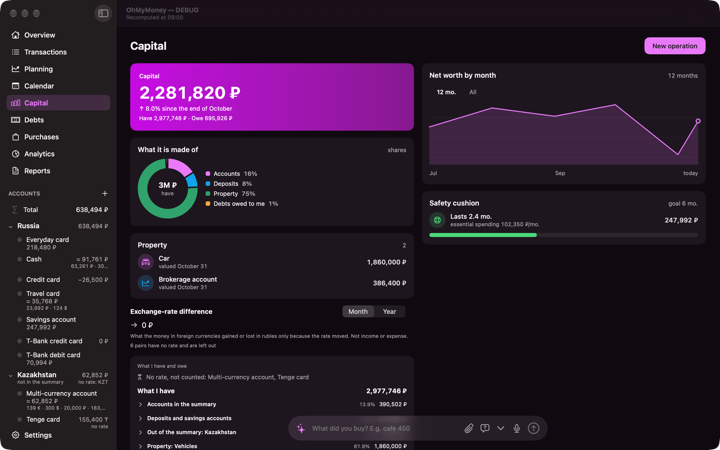 OhMyMoney — DEBUG
Recomputed at 09:00
Overview
Transactions
Planning
Calendar
Capital
Debts
Purchases
Analytics
Reports
ACCOUNTS
Total 638,494 ₽
Russia 638,494 ₽
Everyday card
218,480 ₽
Cash ≈ 91,761 ₽
63,261 ₽ · 30...
Credit card −26,500 ₽
Travel card
≈ 35,768 ₽
23,992 ₽ · 124 $
Savings account
247,992 ₽
T-Bank credit card 0 ₽
T-Bank debit card
70,994 ₽
Kazakhstan 62,852 ₽
not in the summary no rate: KZT
Multi-currency account
≈ 62,852 ₽
139 € · 300 $ · 20,000 ₽ · 183,...
Tenge card 155,400 ₸
no rate
Settings
Capital
New operation
Capital
2,281,820 ₽
↑ 8.0% since the end of October
Have 2,977,746 ₽ · Owe 695,926 ₽
What it is made of shares
3M ₽
have
Accounts 16%
Deposits 8%
Property 75%
Debts owed to me 1%
Property 2
Car
valued October 31
1,860,000 ₽
Brokerage account
valued October 31
386,400 ₽
Exchange-rate difference
Month Year
→ 0 ₽
What the money in foreign currencies gained or lost in rubles only because the rate moved. Not income or expense.
6 pairs have no rate and are left out
What I have and owe
No rate, not counted: Multi-currency account, Tenge card
What I have 2,977,746 ₽
Accounts in the summary 13.9% 390,502 ₽
Deposits and savings accounts
Out of the summary: Kazakhstan
Property: Vehicles 61.9% 1,860,000 ₽
Net worth by month 12 months
12 mo. All
Jul Sep today
Safety cushion goal 6 mo.
Lasts 2.4 mo.
essential spending 102,350 ₽/mo.
247,992 ₽
What did you buy? E.g. cafe 450